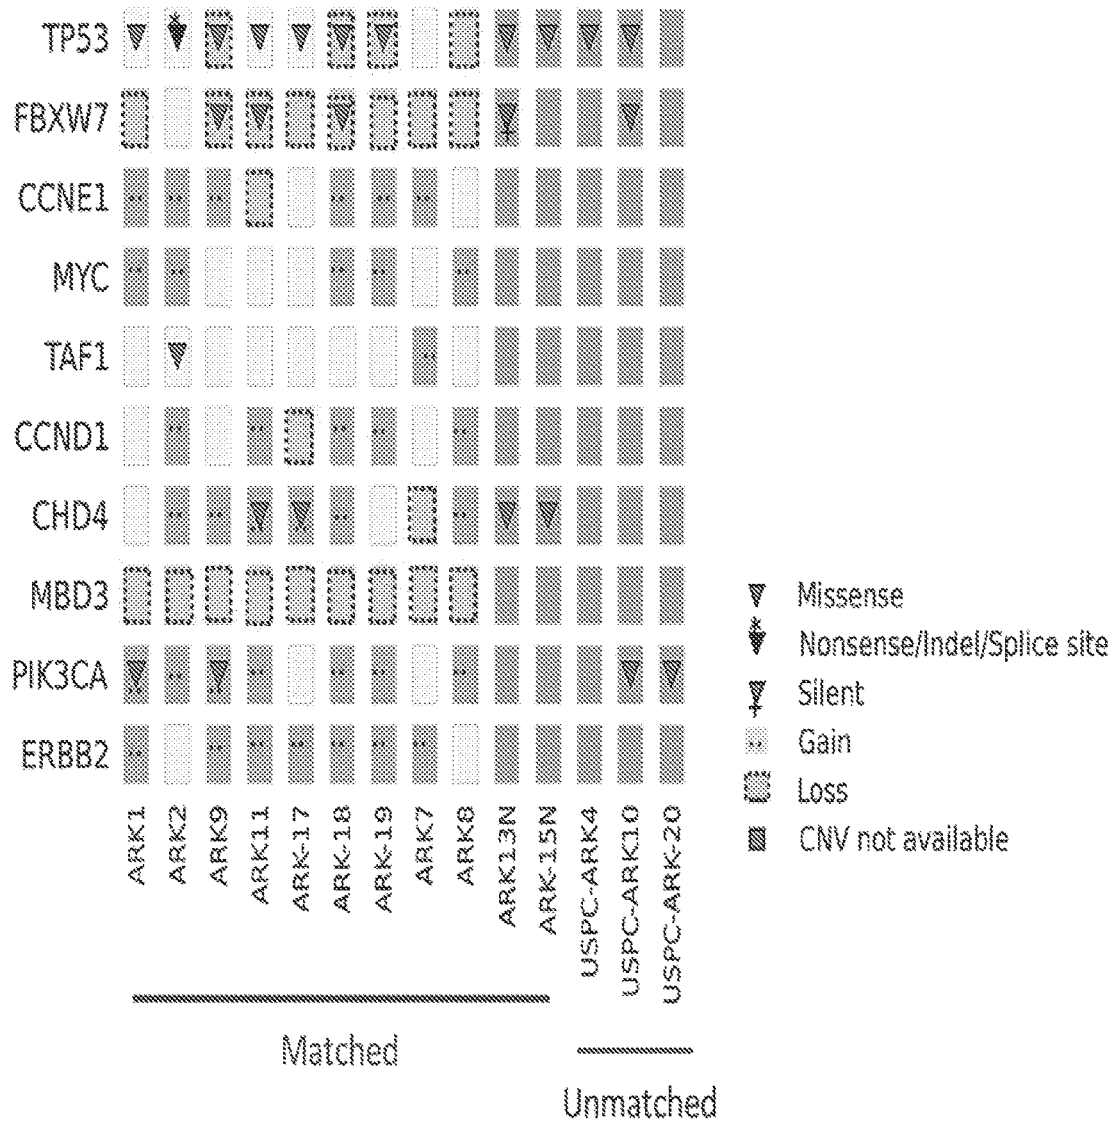 TP53
FBXW7
CCNE1
MYC
TAF1
CCND1
CHD4
MBD3
PIK3CA
ERBB2
Missense
Nonsense/Indel/Splice site
Silent
Gain
Loss
CNV not available
ARK1
ARK2
ARK9
ARK11
ARK-17
ARK-18
ARK-19
ARK7
ARK8
ARK13N
ARK-15N
USPC-ARK4
USPC-ARK10
USPC-ARK-20
Matched
Unmatched